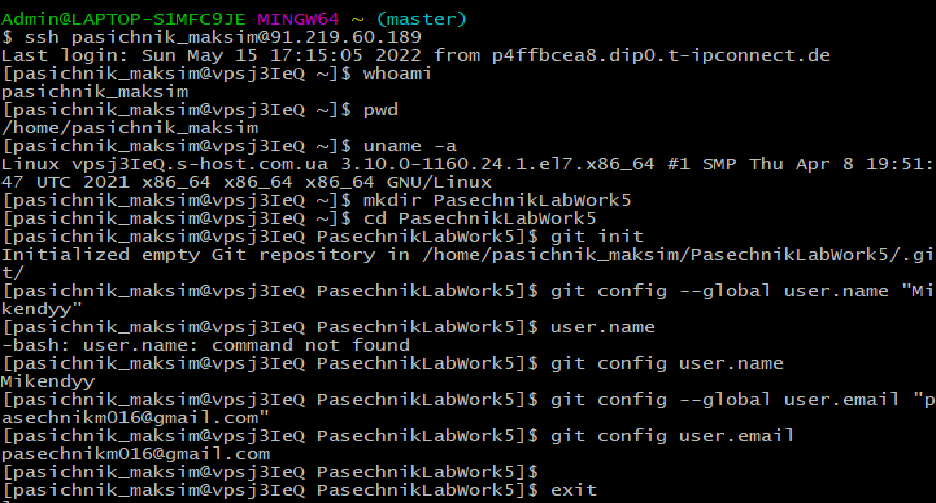 Admin@LAPTOP-S1MFC9JE MINGW64 ~ (master)
$ ssh pasichnik_maksim@91.219.60.189
Last login: Sun May 15 17:15:05 2022 from p4ffbcea8.dip0.t-ipconnect.de
[pasichnik_maksim@vpsj3IeQ ~]$ whoami
pasichnik_maksim
[pasichnik_maksim@vpsj3IeQ ~]$ pwd
/home/pasichnik_maksim
[pasichnik_maksim@vpsj3IeQ ~]$ uname -a
Linux vpsj3IeQ.s-host.com.ua 3.10.0-1160.24.1.el7.x86_64 #1 SMP Thu Apr 8 19:51:
47 UTC 2021 x86_64 x86_64 x86_64 GNU/Linux
[pasichnik_maksim@vpsj3IeQ ~]$ mkdir PasechnikLabWork5
[pasichnik_maksim@vpsj3IeQ ~]$ cd PasechnikLabWork5
[pasichnik_maksim@vpsj3IeQ PasechnikLabWork5]$ git init
Initialized empty Git repository in /home/pasichnik_maksim/PasechnikLabWork5/.gi
t/
[pasichnik_maksim@vpsj3IeQ PasechnikLabWork5]$ git config --global user.name "Mi
kendyy"
[pasichnik_maksim@vpsj3IeQ PasechnikLabWork5]$ user.name
-bash: user.name: command not found
[pasichnik_maksim@vpsj3IeQ PasechnikLabWork5]$ git config user.name
Mikendyy
[pasichnik_maksim@vpsj3IeQ PasechnikLabWork5]$ git config --global user.email "p
asechnikm016@gmail.com"
[pasichnik_maksim@vpsj3IeQ PasechnikLabWork5]$ git config user.email
pasechnikm016@gmail.com
[pasichnik_maksim@vpsj3IeQ PasechnikLabWork5]$
[pasichnik_maksim@vpsj3IeQ PasechnikLabWork5]$ exit